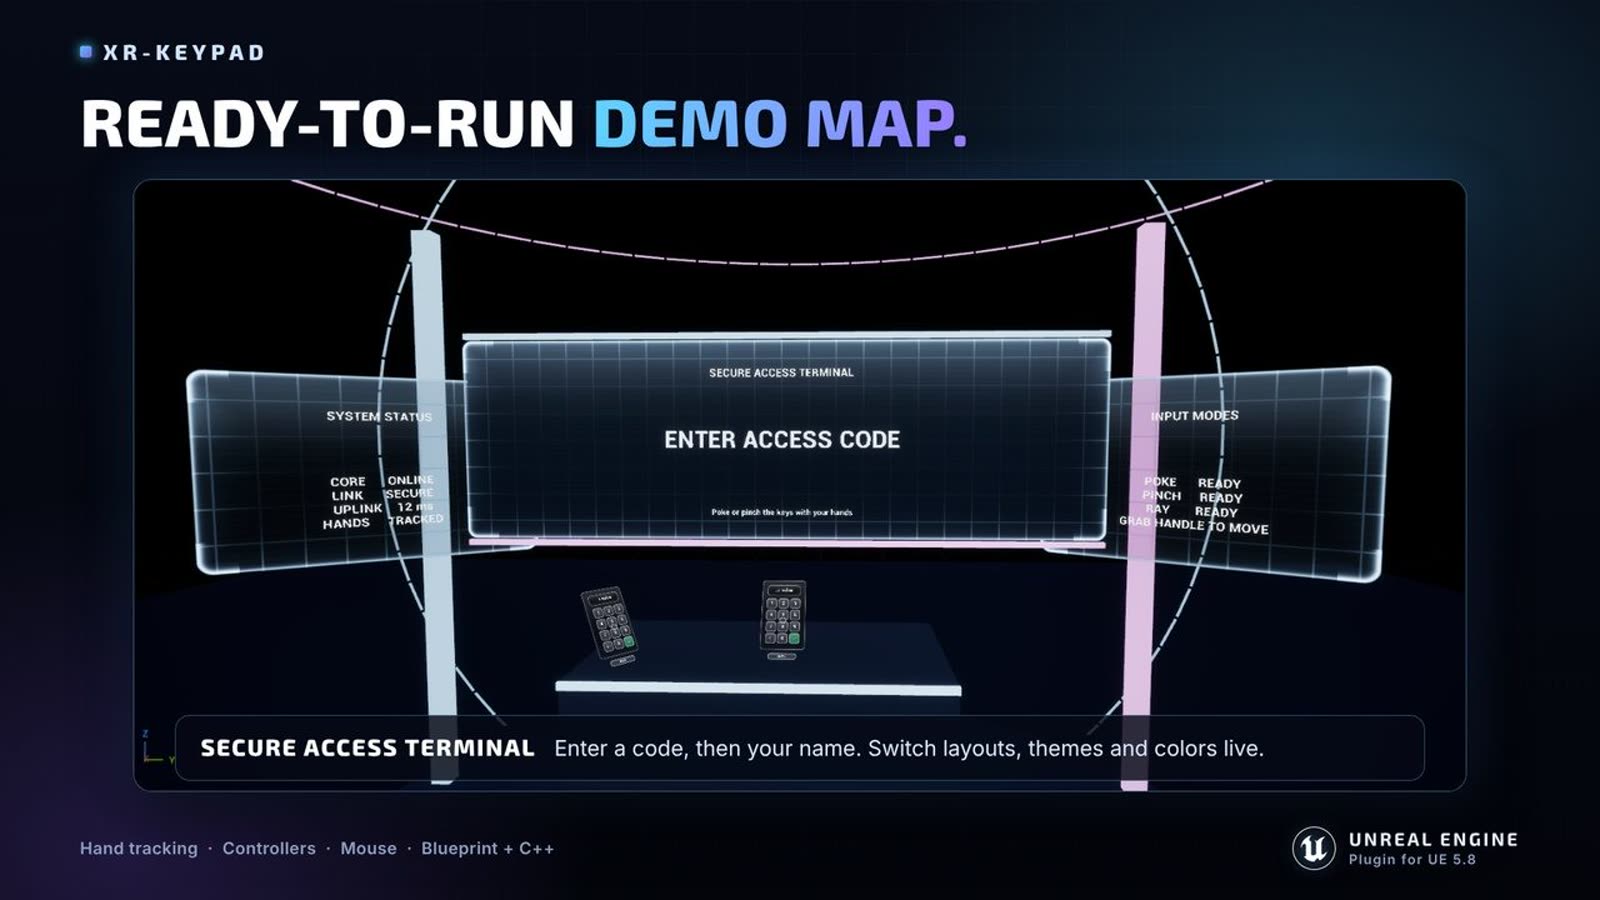 XR-KEYPAD
READY-TO-RUN DEMO MAP.
SECURE ACCESS TERMINAL
ENTER ACCESS CODE
Poke or pinch the keys with your hands
SYSTEM STATUS
CORE ONLINE
LINK SECURE
UPLINK 12 ms
HANDS TRACKED
INPUT MODES
POKE READY
PINCH READY
RAY READY
GRAB HANDLE TO MOVE
Z
Y
SECURE ACCESS TERMINAL Enter a code, then your name. Switch layouts, themes and colors live.
Hand tracking · Controllers · Mouse · Blueprint + C++
UNREAL ENGINE
Plugin for UE 5.8